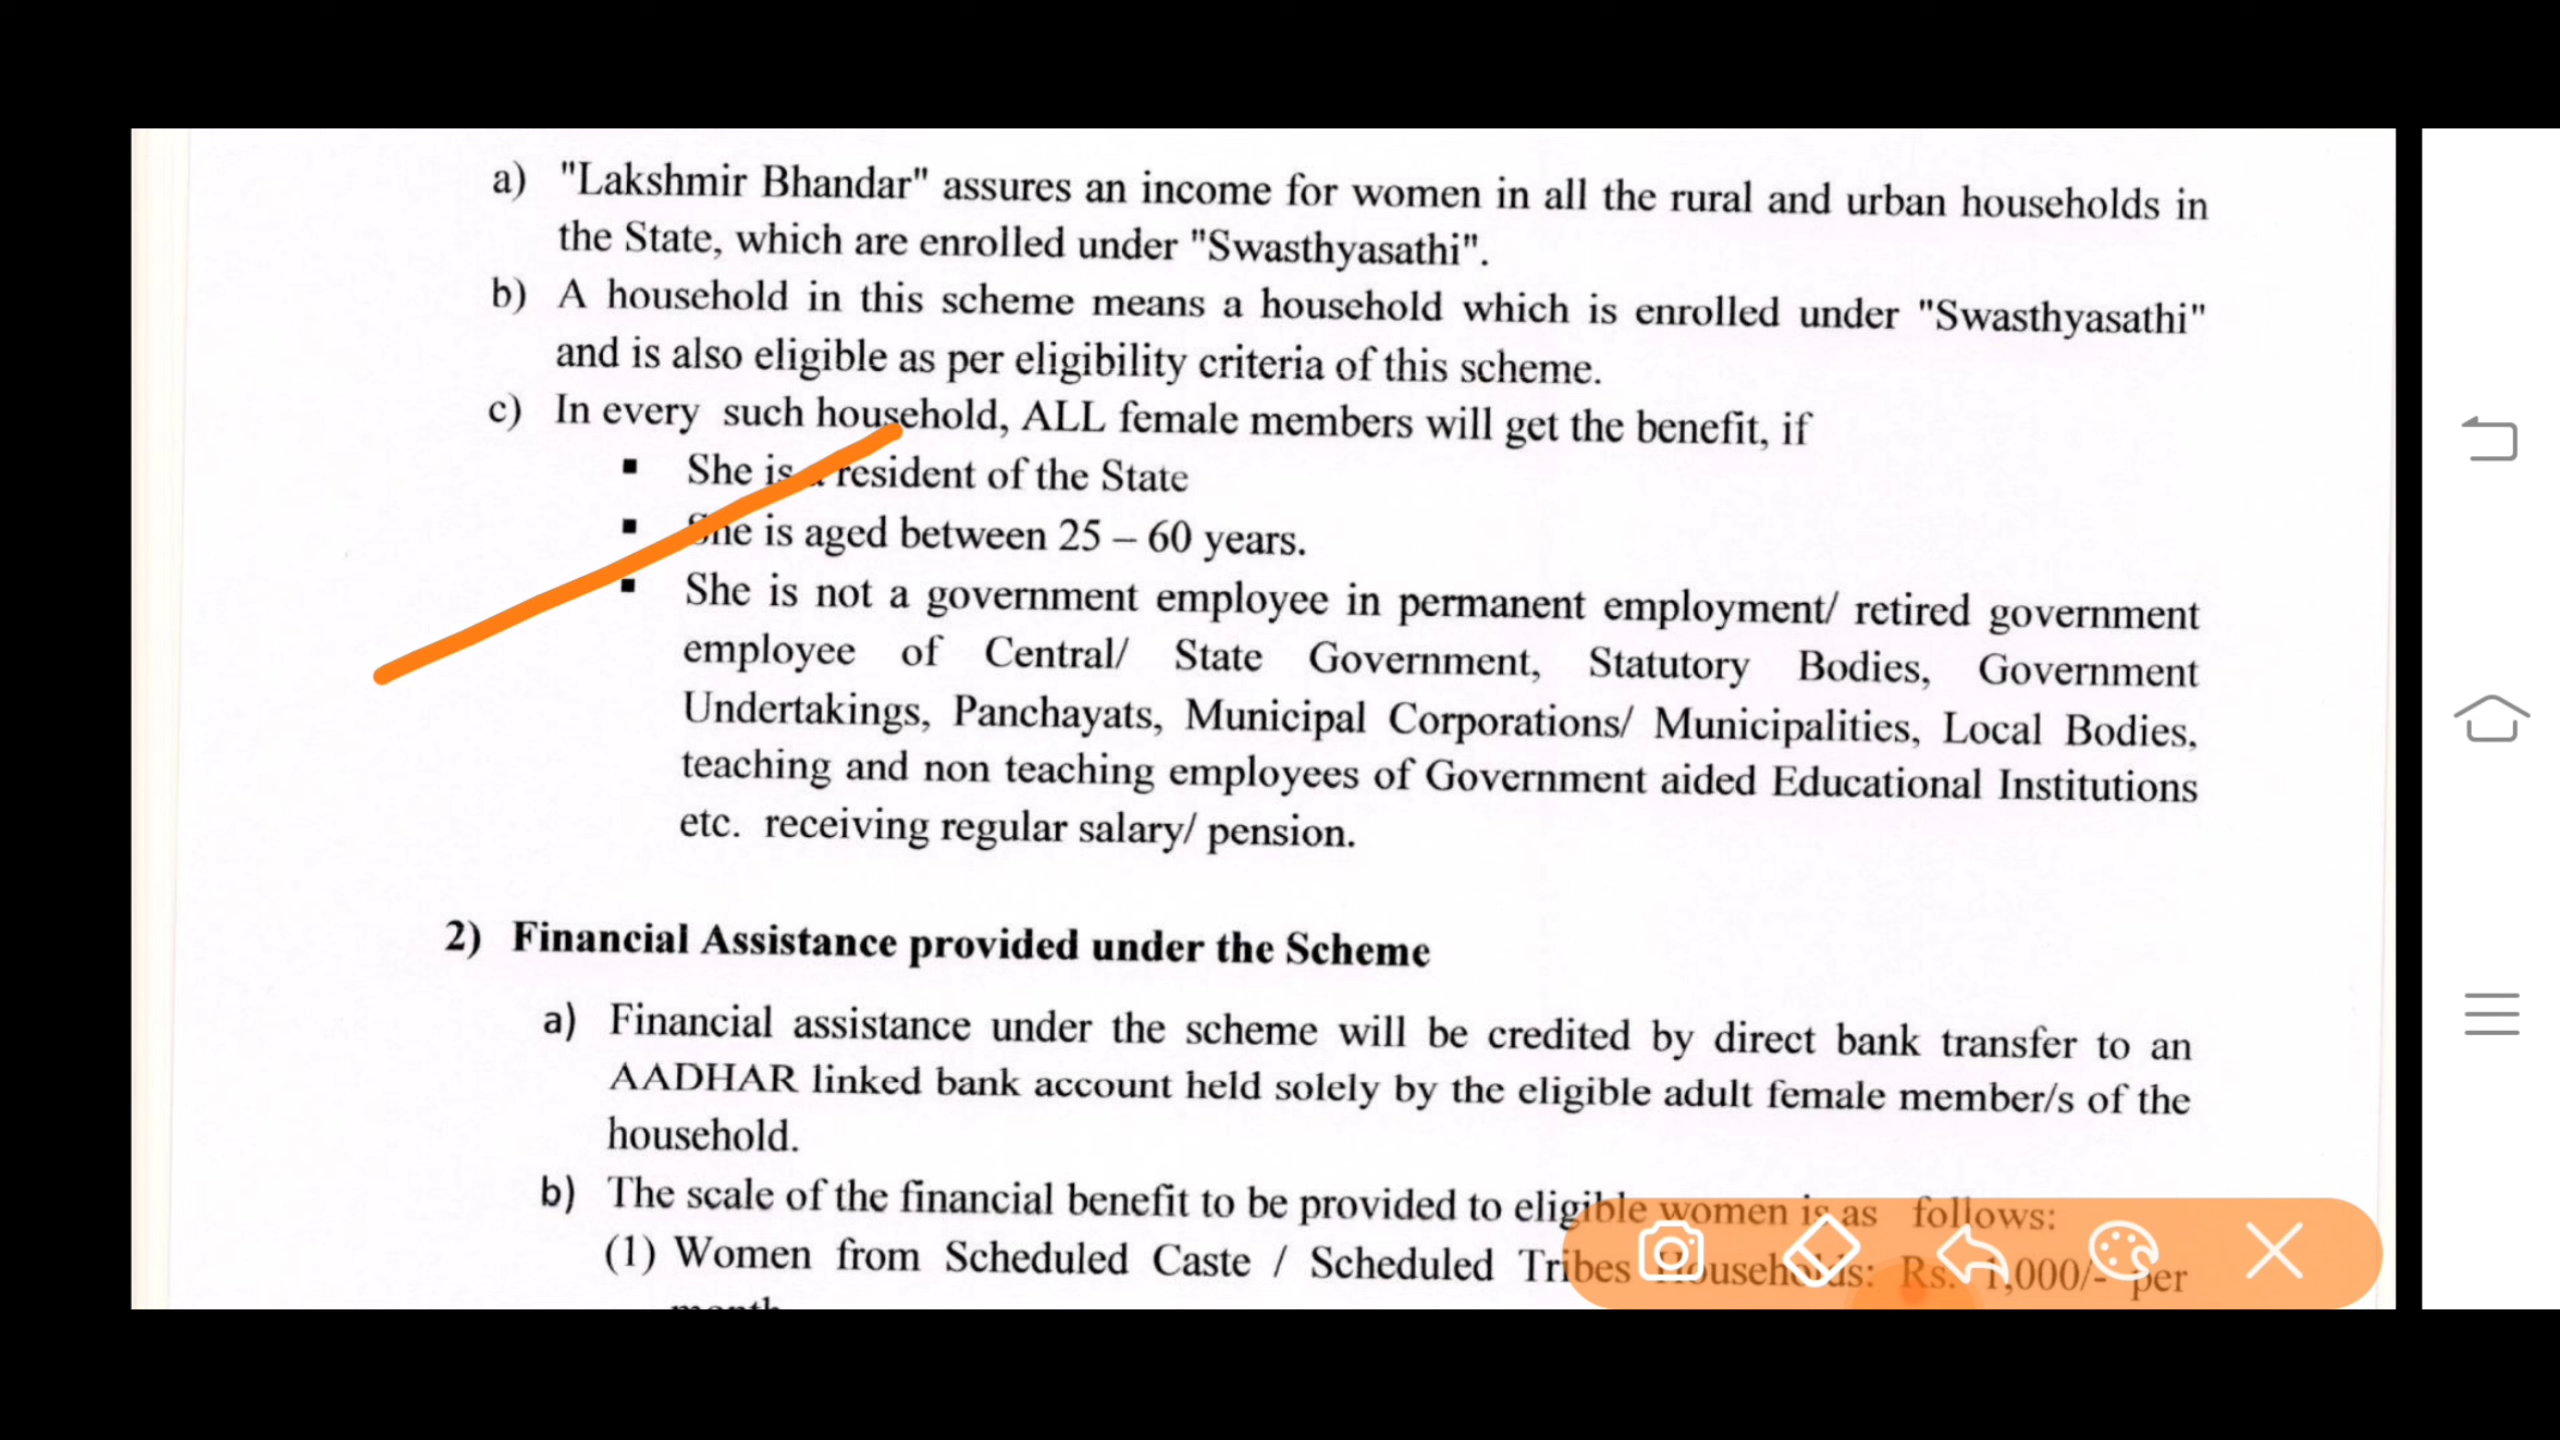 a) "Lakshmir Bhandar" assures an income for women in all the rural and urban households in
the State, which are enrolled under "Swasthyasathi".
b) A household in this scheme means a household which is enrolled under "Swasthyasathi"
and is also eligible as per eligibility criteria of this scheme.
c) In every such household, ALL female members will get the benefit, if
▪ She is a resident of the State
▪ She is aged between 25 – 60 years.
▪ She is not a government employee in permanent employment/ retired government
employee of Central/ State Government, Statutory Bodies, Government
Undertakings, Panchayats, Municipal Corporations/ Municipalities, Local Bodies,
teaching and non teaching employees of Government aided Educational Institutions
etc. receiving regular salary/ pension.
2) Financial Assistance provided under the Scheme
a) Financial assistance under the scheme will be credited by direct bank transfer to an
AADHAR linked bank account held solely by the eligible adult female member/s of the
household.
b) The scale of the financial benefit to be provided to eligible women is as follows:
(1) Women from Scheduled Caste / Scheduled Tribes Households: Rs. 1,000/- per
month